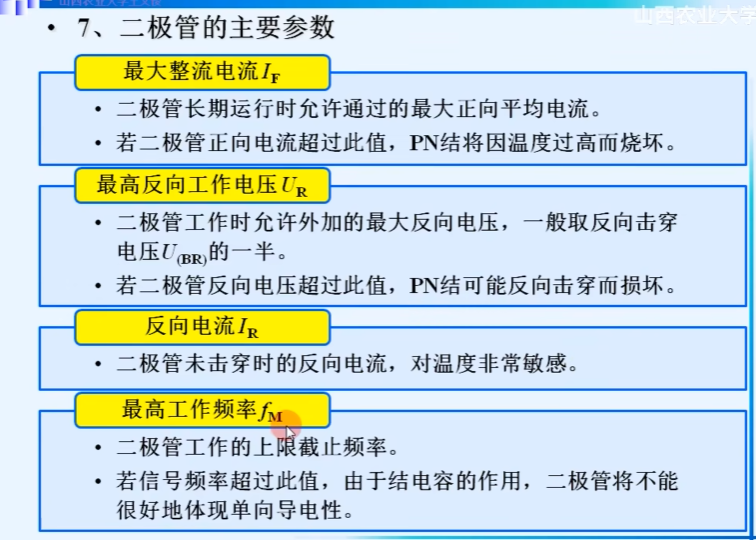 山西农业大学
• 7、二极管的主要参数
最大整流电流IF
• 二极管长期运行时允许通过的最大正向平均电流。
• 若二极管正向电流超过此值，PN结将因温度过高而烧坏。
最高反向工作电压UR
• 二极管工作时允许外加的最大反向电压，一般取反向击穿
电压U(BR)的一半。
• 若二极管反向电压超过此值，PN结可能反向击穿而损坏。
反向电流IR
• 二极管未击穿时的反向电流，对温度非常敏感。
最高工作频率fM
• 二极管工作的上限截止频率。
• 若信号频率超过此值，由于结电容的作用，二极管将不能
很好地体现单向导电性。